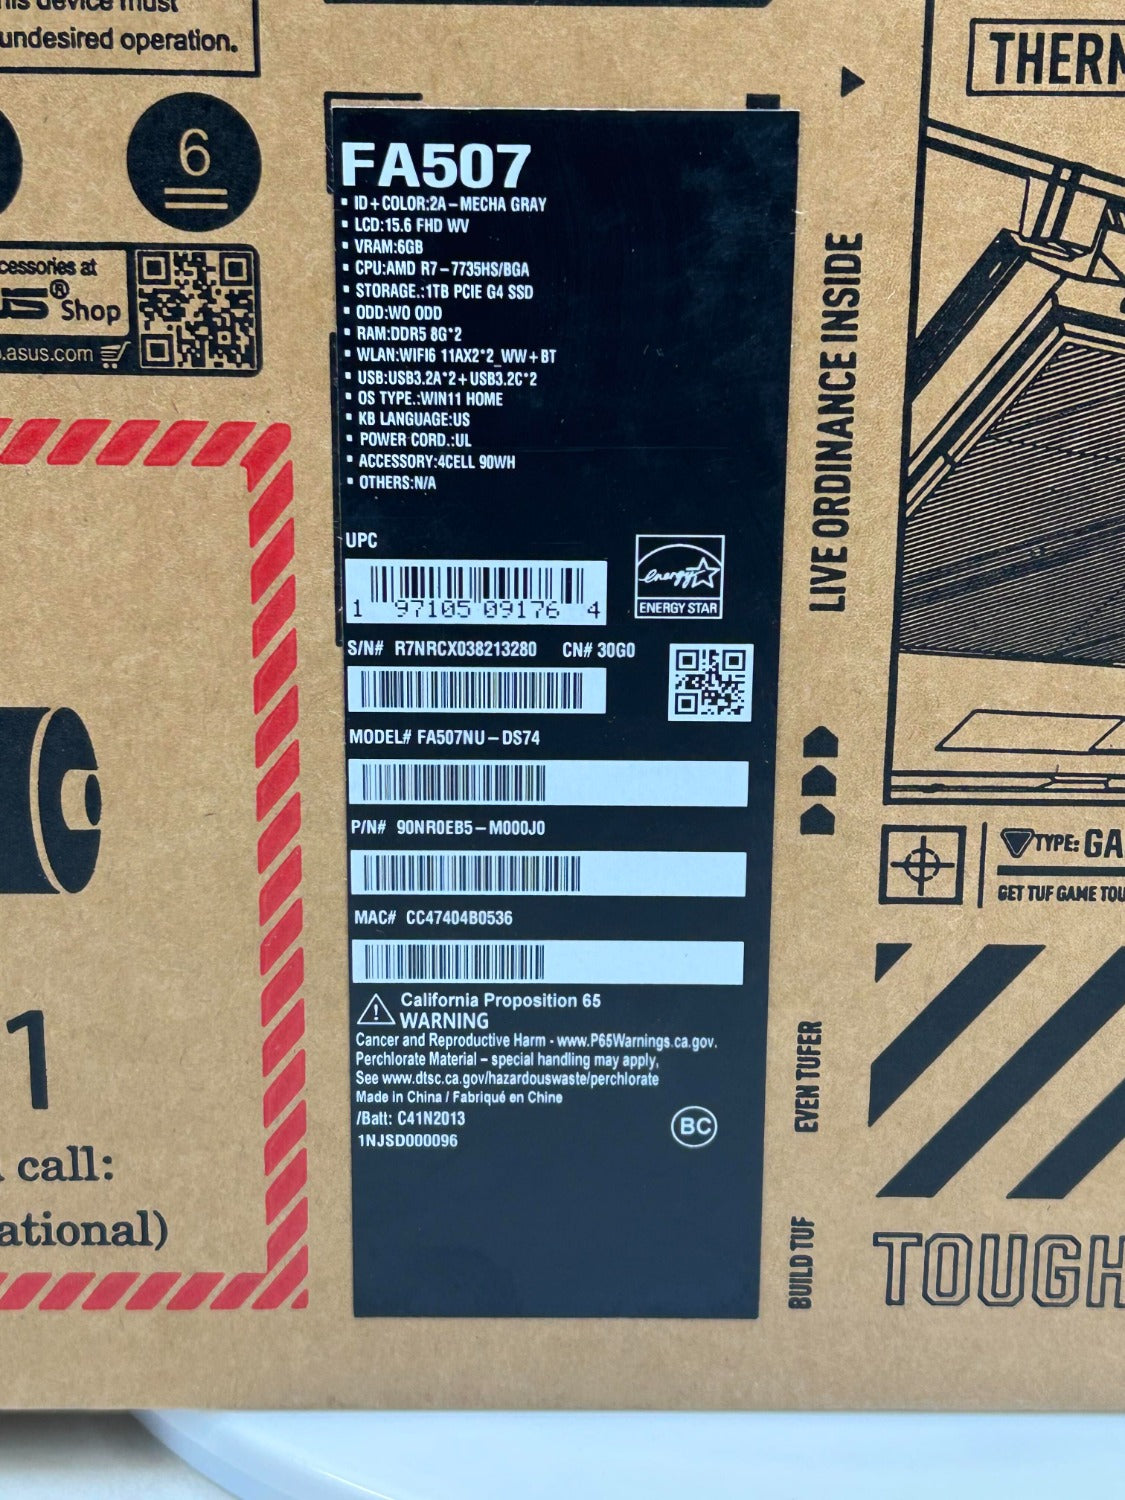 this device must
undesired operation.
6
cessories at
® Shop
.asus.com
1
call:
ational)
FA507
▪ ID+COLOR:2A-MECHA GRAY
▪ LCD:15.6 FHD WV
▪ VRAM:6GB
▪ CPU:AMD R7-7735HS/BGA
▪ STORAGE.:1TB PCIE G4 SSD
▪ ODD:WO ODD
▪ RAM:DDR5 8G*2
▪ WLAN:WIFI6 11AX2*2_WW+BT
▪ USB:USB3.2A*2+USB3.2C*2
▪ OS TYPE.:WIN11 HOME
▪ KB LANGUAGE:US
▪ POWER CORD.:UL
▪ ACCESSORY:4CELL 90WH
▪ OTHERS:N/A
UPC
1 97105 09176 4
energy
ENERGY STAR
S/N# R7NRCX038213280 CN# 30G0
MODEL# FA507NU-DS74
P/N# 90NR0EB5-M000J0
MAC# CC47404B0536
California Proposition 65
WARNING
Cancer and Reproductive Harm - www.P65Warnings.ca.gov.
Perchlorate Material – special handling may apply,
See www.dtsc.ca.gov/hazardouswaste/perchlorate
Made in China / Fabriqué en Chine
/Batt: C41N2013
1NJSD000096
BC
LIVE ORDINANCE INSIDE
EVEN TUFER
BUILD TUF
THERM
TYPE: GA
GET TUF GAME TOU
TOUGH